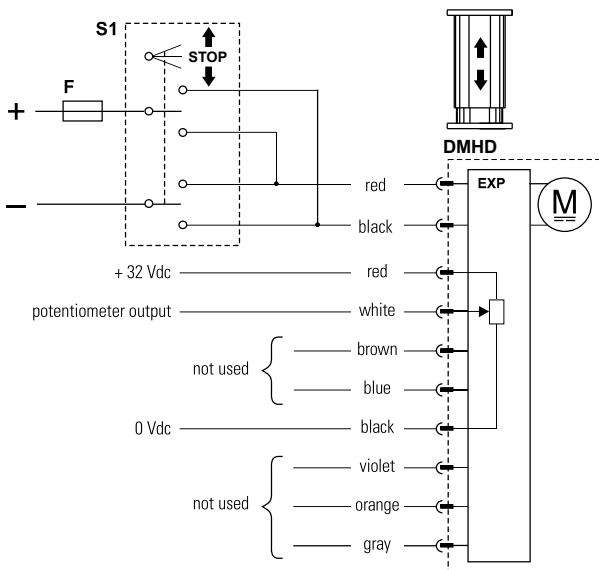 S1
STOP
F
+
–
DMHD
EXP
M
red
black
+ 32 Vdc red
potentiometer output white
not used
brown
blue
0 Vdc black
not used
violet
orange
gray